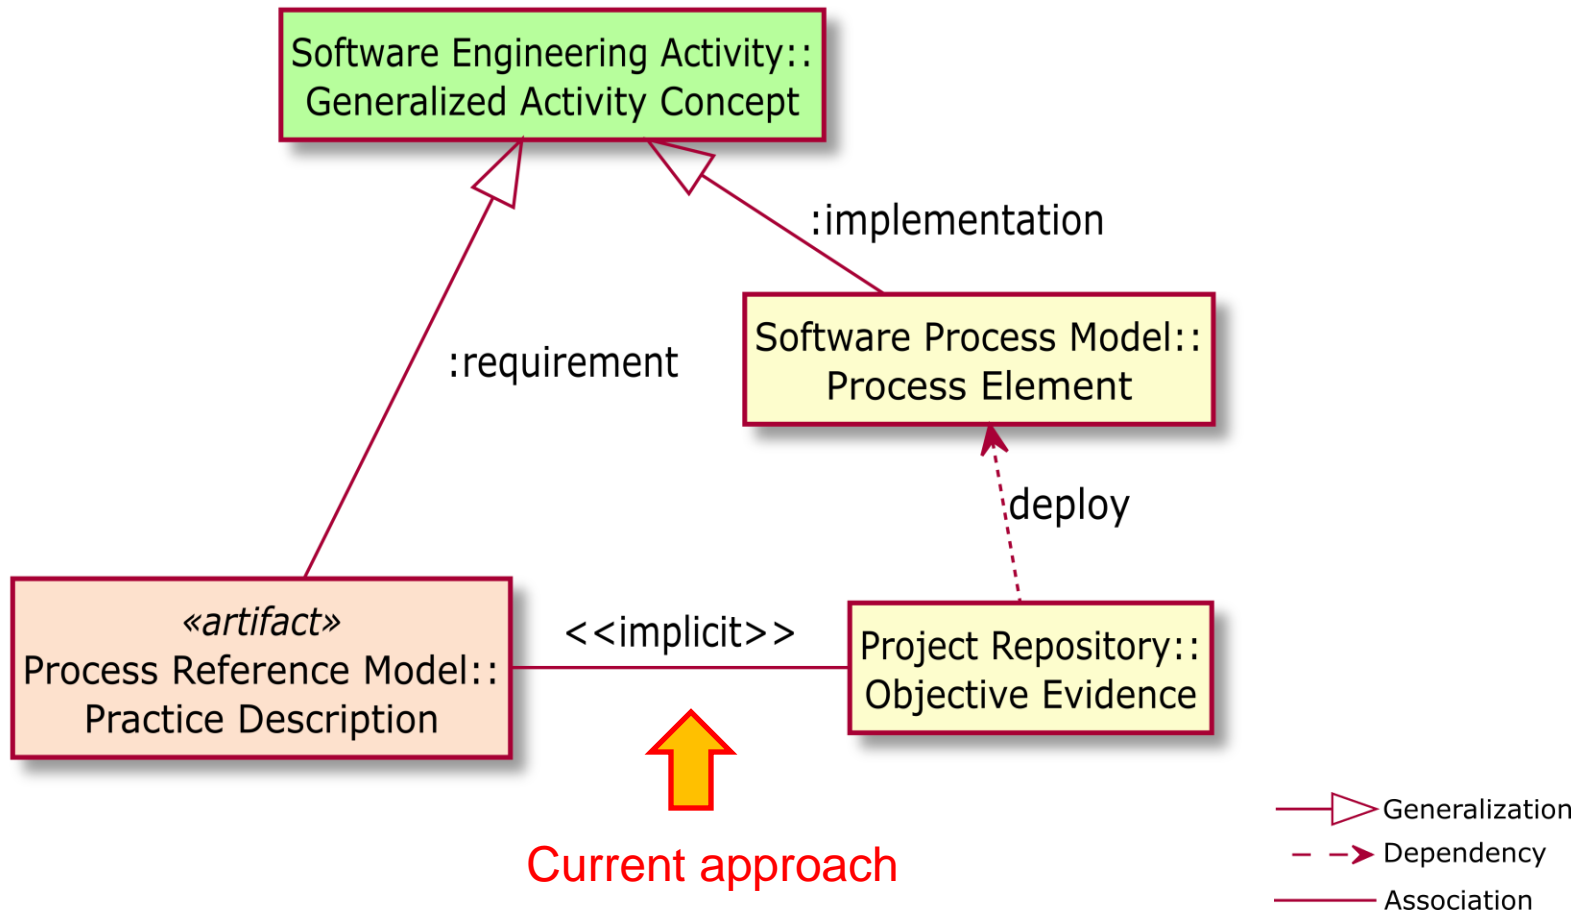 Software Engineering Activity::
Generalized Activity Concept
:implementation
Software Process Model::
Process Element
:requirement
deploy
«artifact»
Process Reference Model::
Practice Description
<<implicit>>
Project Repository::
Objective Evidence
Current approach
Generalization
Dependency
Association